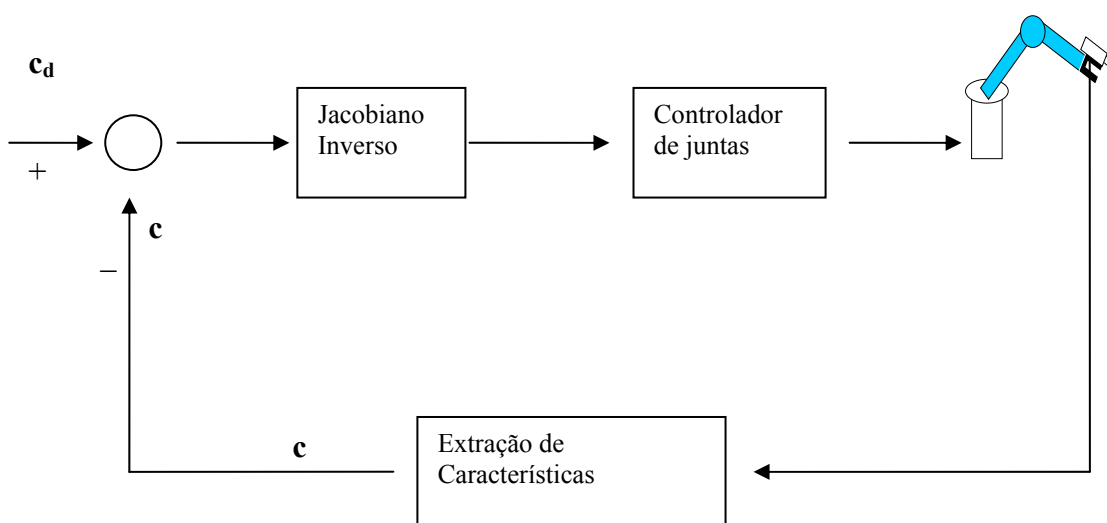 c_d
+
Jacobiano
Inverso
Controlador
de juntas
c
–
c
Extração de
Características